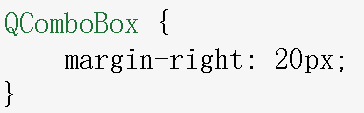 QComboBox {
    margin-right: 20px;
}